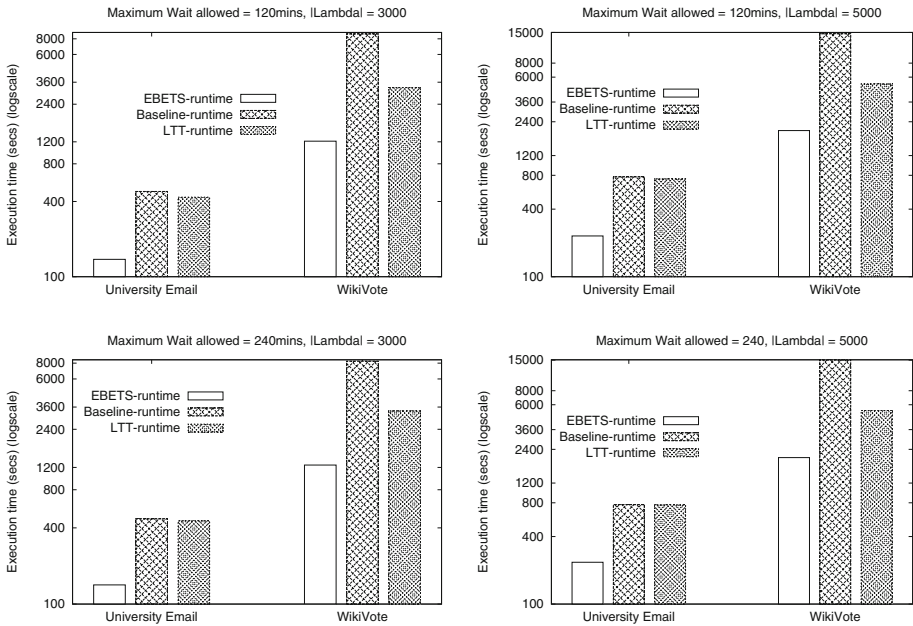 Maximum Wait allowed = 120mins, |Lambda| = 3000
Execution time (secs) (logscale)
8000
6000
3600
2400
1200
800
400
100
EBETS-runtime
Baseline-runtime
LTT-runtime
University Email
WikiVote
Maximum Wait allowed = 120mins, |Lambda| = 5000
Execution time (secs) (logscale)
15000
8000
6000
3600
2400
1200
800
400
100
EBETS-runtime
Baseline-runtime
LTT-runtime
University Email
WikiVote
Maximum Wait allowed = 240mins, |Lambda| = 3000
Execution time (secs) (logscale)
8000
6000
3600
2400
1200
800
400
100
EBETS-runtime
Baseline-runtime
LTT-runtime
University Email
WikiVote
Maximum Wait allowed = 240, |Lambda| = 5000
Execution time (secs) (logscale)
15000
8000
6000
3600
2400
1200
800
400
100
EBETS-runtime
Baseline-runtime
LTT-runtime
University Email
WikiVote